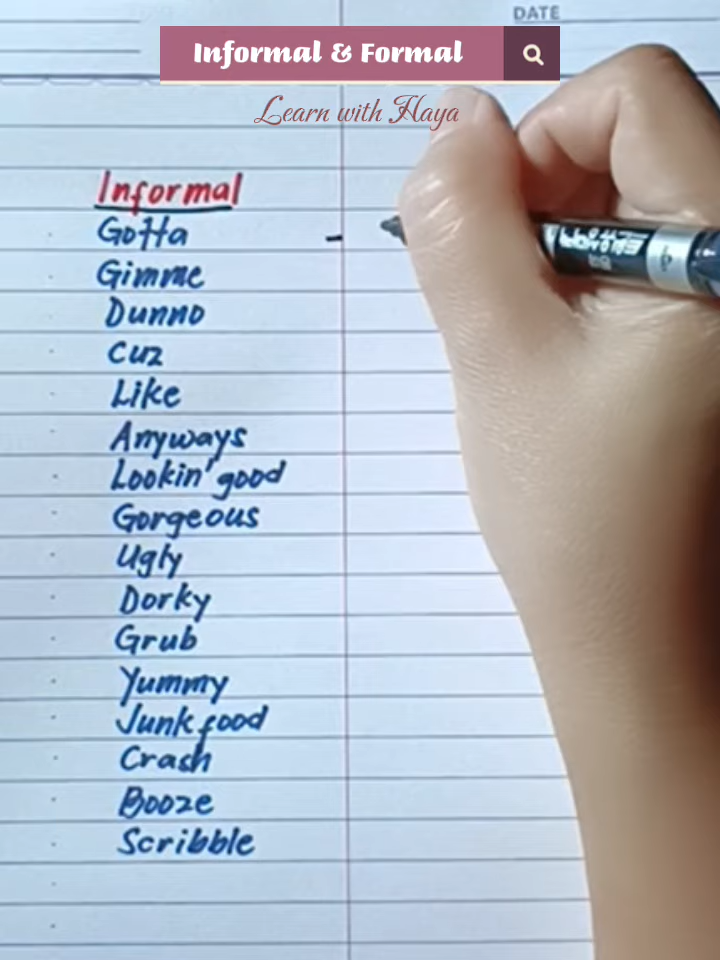 DATE
Informal & Formal
Learn with Haya
Informal
Gotta -
Gimme
Dunno
Cuz
Like
Anyways
Lookin' good
Gorgeous
Ugly
Dorky
Grub
Yummy
Junk food
Crash
Booze
Scribble